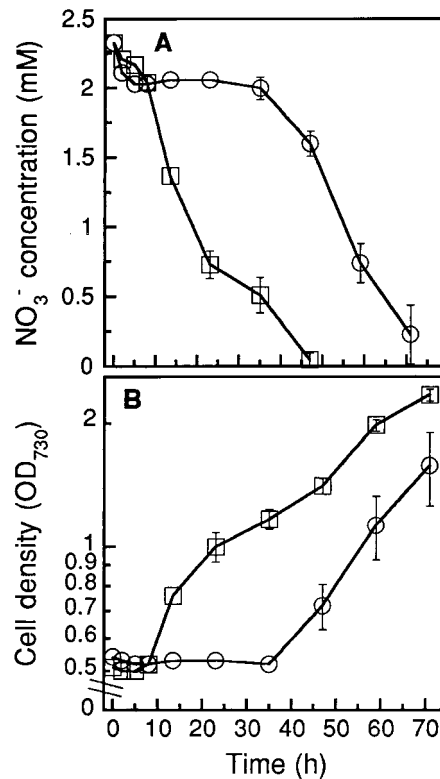 A
NO3- concentration (mM)
2.5
2
1.5
1
0.5
0
B
Cell density (OD730)
2
1
0.9
0.8
0.7
0.6
0.5
0
0 10 20 30 40 50 60 70
Time (h)